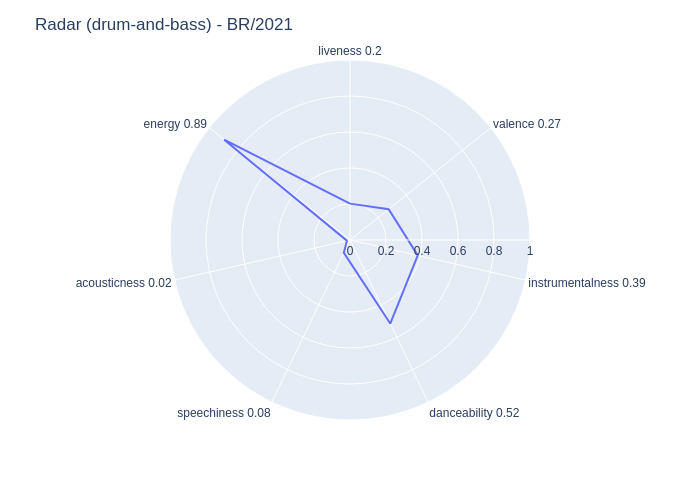 Radar (drum-and-bass) - BR/2021
liveness 0.2
energy 0.89
valence 0.27
0 0.2 0.4 0.6 0.8 1
acousticness 0.02
instrumentalness 0.39
speechiness 0.08
danceability 0.52